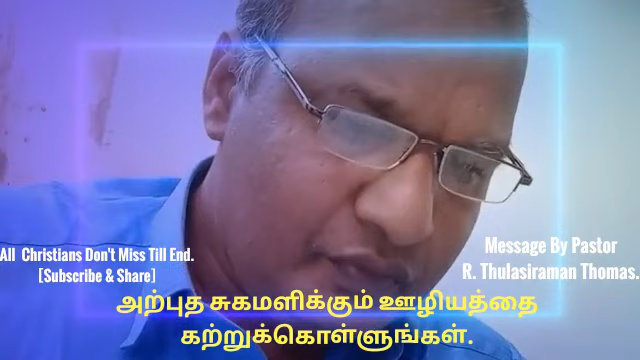 All Christians Don't Miss Till End.
[Subscribe & Share]
Message By Pastor
R. Thulasiraman Thomas.
அற்புத சுகமளிக்கும் ஊழியத்தை
கற்றுக்கொள்ளுங்கள்.